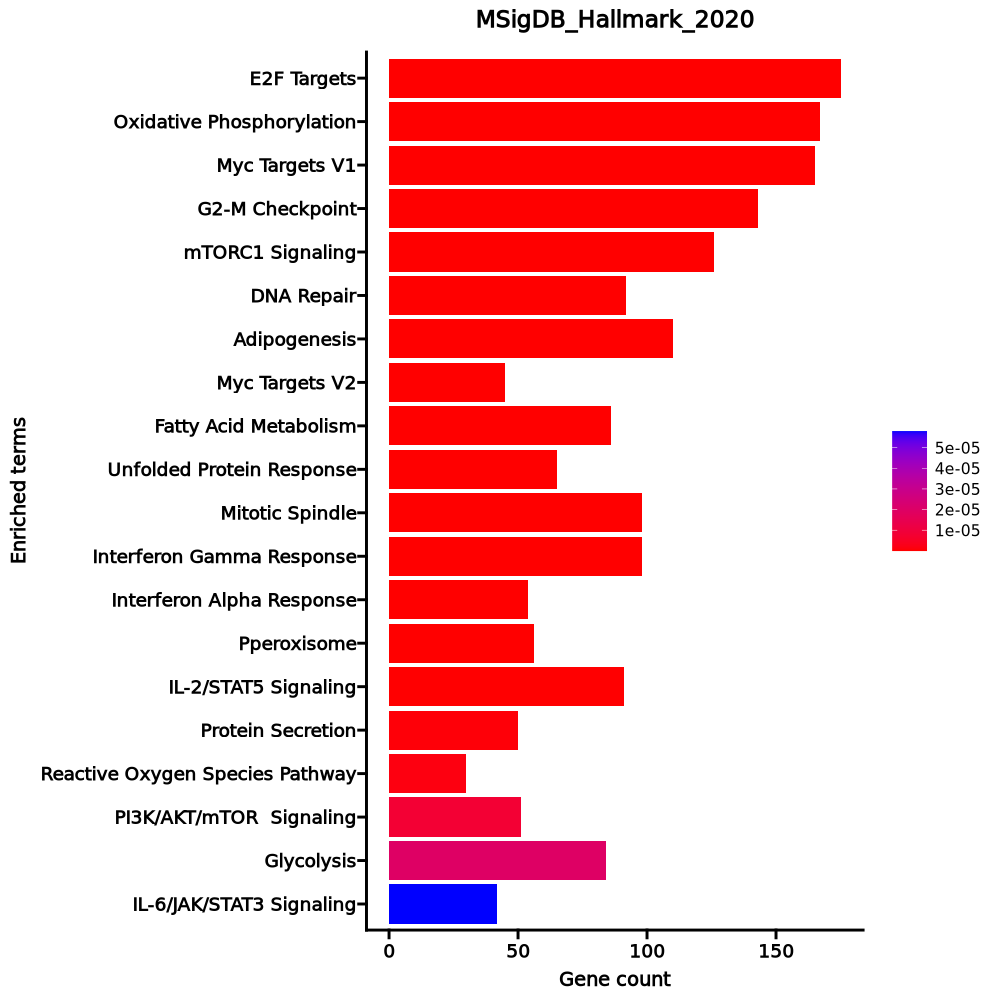 MSigDB_Hallmark_2020
E2F Targets
Oxidative Phosphorylation
Myc Targets V1
G2-M Checkpoint
mTORC1 Signaling
DNA Repair
Adipogenesis
Myc Targets V2
Fatty Acid Metabolism
Unfolded Protein Response
Mitotic Spindle
Interferon Gamma Response
Interferon Alpha Response
Pperoxisome
IL-2/STAT5 Signaling
Protein Secretion
Reactive Oxygen Species Pathway
PI3K/AKT/mTOR  Signaling
Glycolysis
IL-6/JAK/STAT3 Signaling
Enriched terms
0 50 100 150
Gene count
5e-05
4e-05
3e-05
2e-05
1e-05